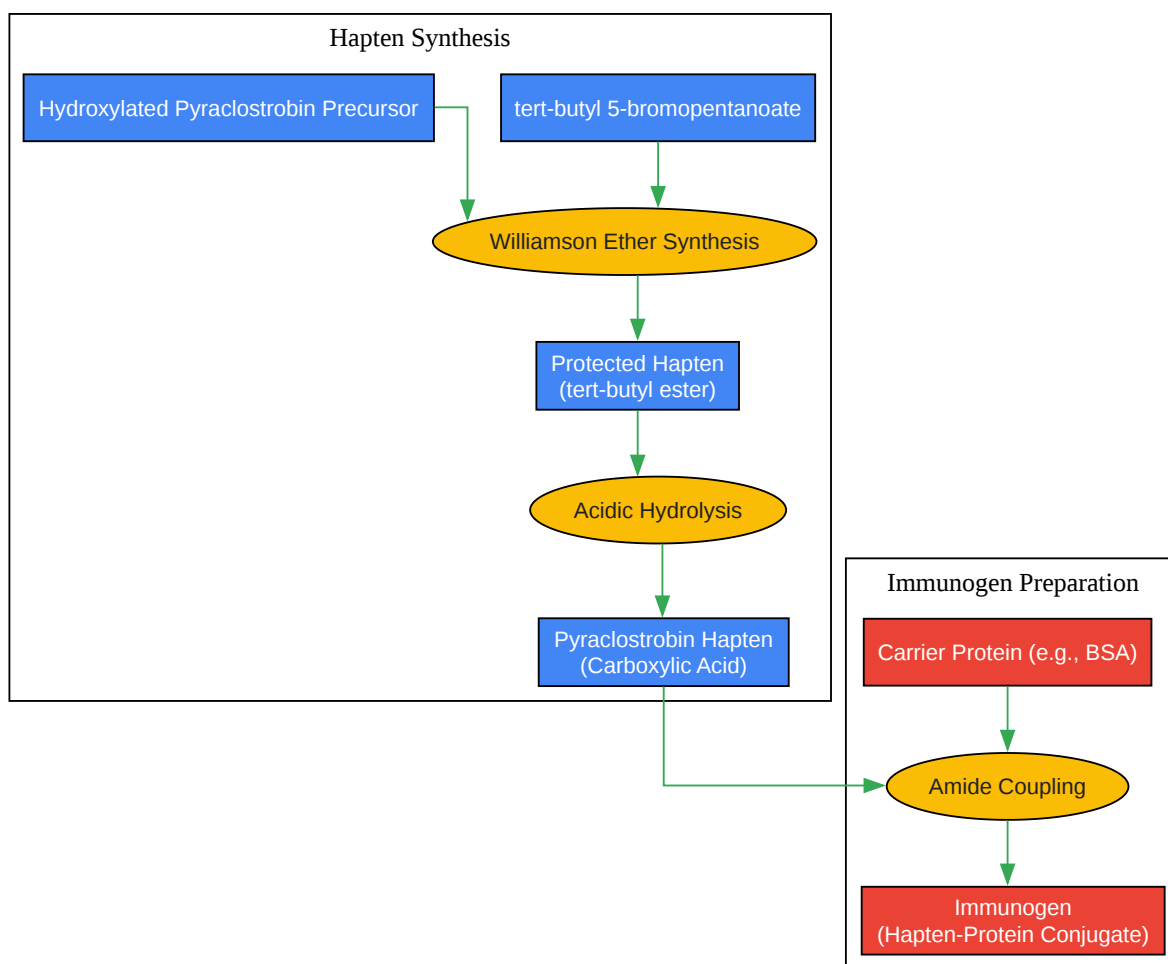 Hapten Synthesis
Hydroxylated Pyraclostrobin Precursor
tert-butyl 5-bromopentanoate
Williamson Ether Synthesis
Protected Hapten
(tert-butyl ester)
Acidic Hydrolysis
Pyraclostrobin Hapten
(Carboxylic Acid)
Immunogen Preparation
Carrier Protein (e.g., BSA)
Amide Coupling
Immunogen
(Hapten-Protein Conjugate)